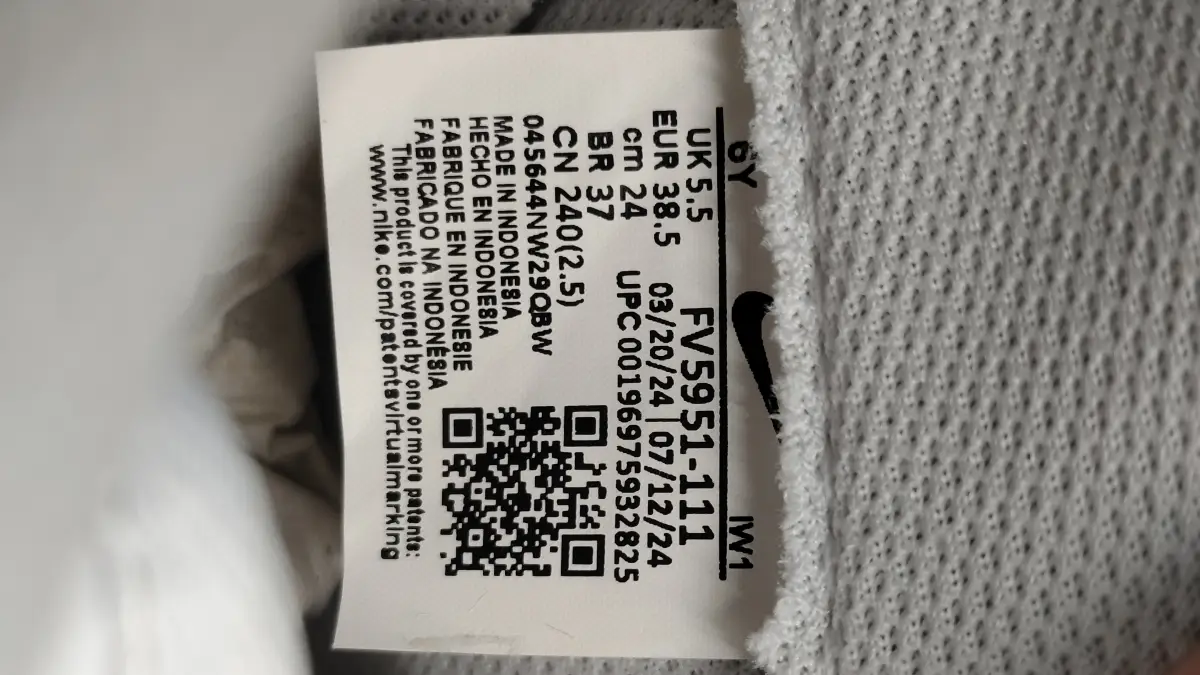 6Y IW1
UK 5.5 FV5951-111
EUR 38.5 03/20/24|07/12/24
cm 24 UPC 00196975932825
BR 37
CN 240(2.5)
045644NW29QBW
MADE IN INDONESIA
HECHO EN INDONESIA
FABRIQUE EN INDONESIE
FABRICADO NA INDONÉSIA
This product is covered by one or more patents:
www.nike.com/patentsvirtualmarking